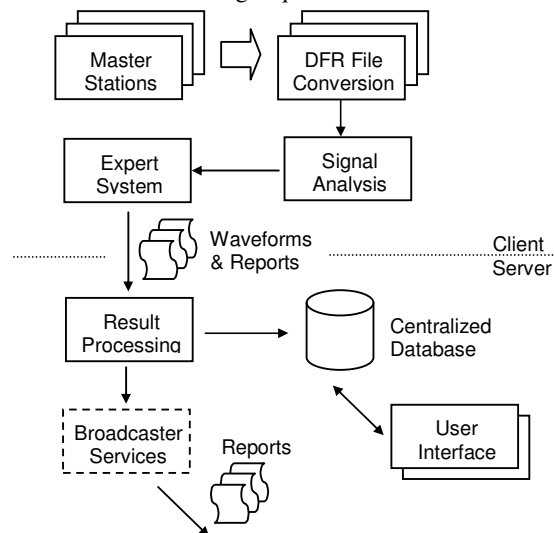 Master
Stations
DFR File
Conversion
Expert
System
Signal
Analysis
Waveforms
& Reports
Client
Server
Result
Processing
Centralized
Database
Broadcaster
Services
Reports
User
Interface